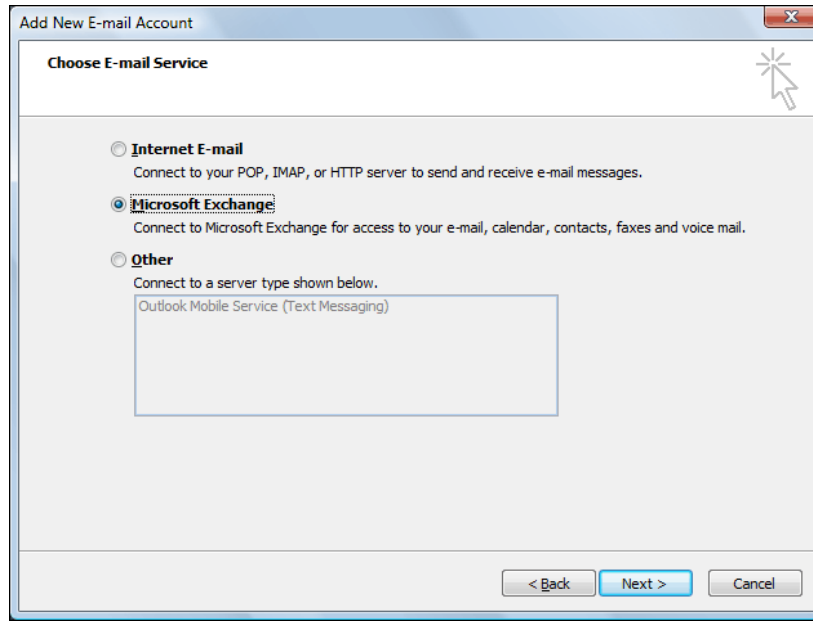 Add New E-mail Account
Choose E-mail Service
Internet E-mail
Connect to your POP, IMAP, or HTTP server to send and receive e-mail messages.
Microsoft Exchange
Connect to Microsoft Exchange for access to your e-mail, calendar, contacts, faxes and voice mail.
Other
Connect to a server type shown below.
Outlook Mobile Service (Text Messaging)
< Back Next > Cancel